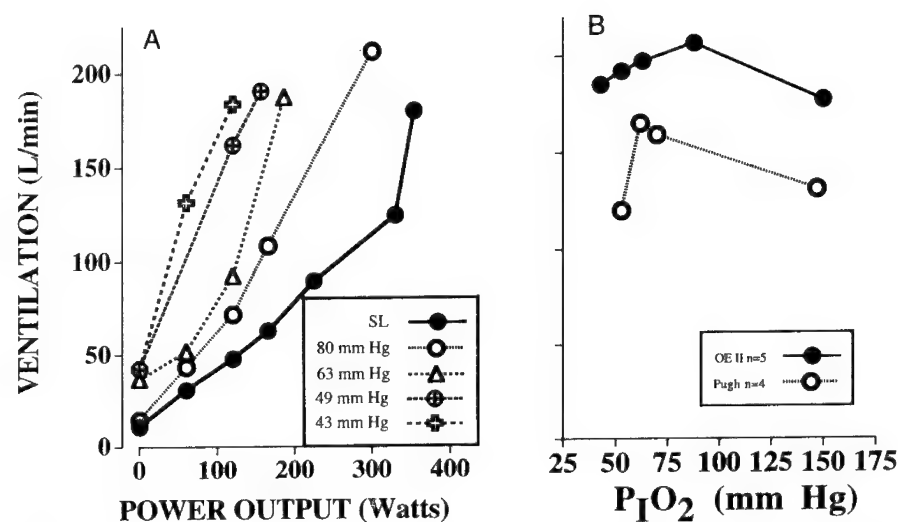 A
VENTILATION (L/min)
200
150
100
50
0
0 100 200 300 400
POWER OUTPUT (Watts)
SL
80 mm Hg
63 mm Hg
49 mm Hg
43 mm Hg
B
OE II n=5
Pugh n=4
25 50 75 100 125 150 175
PIO2 (mm Hg)